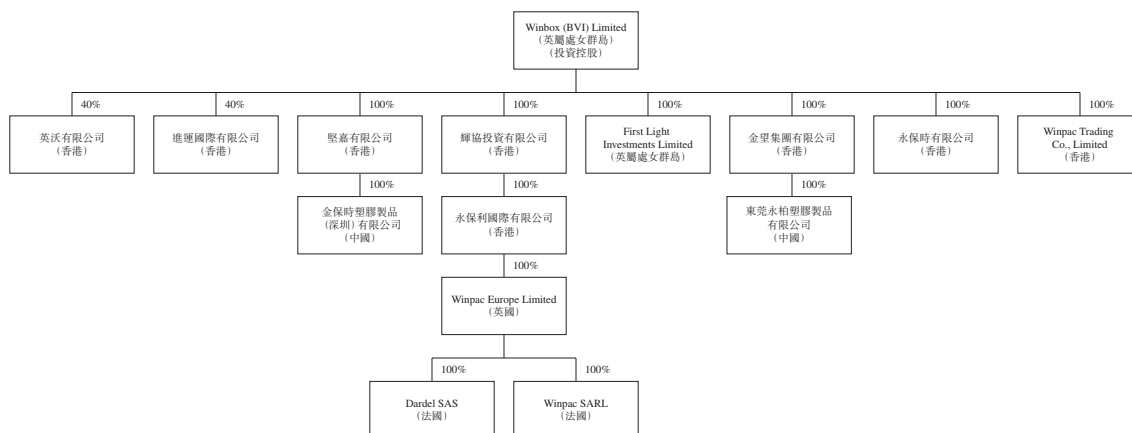 Winbox (BVI) Limited
(英屬處女群島)
(投資控股)
40%
40%
100%
100%
100%
100%
100%
100%
英沃有限公司
(香港)
進運國際有限公司
(香港)
堅嘉有限公司
(香港)
輝協投資有限公司
(香港)
First Light
Investments Limited
(英屬處女群島)
金望集團有限公司
(香港)
永保時有限公司
(香港)
Winpac Trading
Co., Limited
(香港)
100%
100%
100%
金保時塑膠製品
(深圳)有限公司
(中國)
永保利國際有限公司
(香港)
東莞永柏塑膠製品
有限公司
(中國)
100%
Winpac Europe Limited
(英國)
100%
100%
Dardel SAS
(法國)
Winpac SARL
(法國)